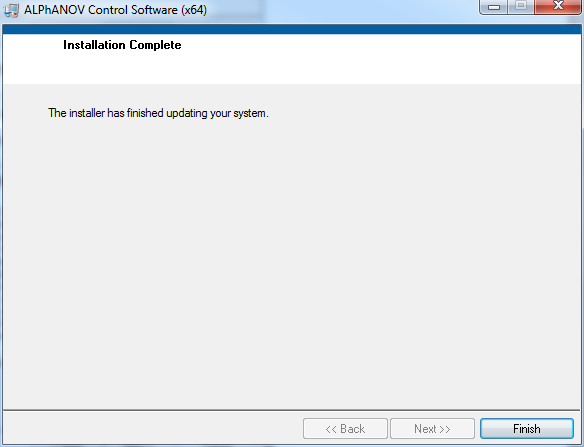 ALPhANOV Control Software (x64)
Installation Complete
The installer has finished updating your system.
<< Back
Next >>
Finish